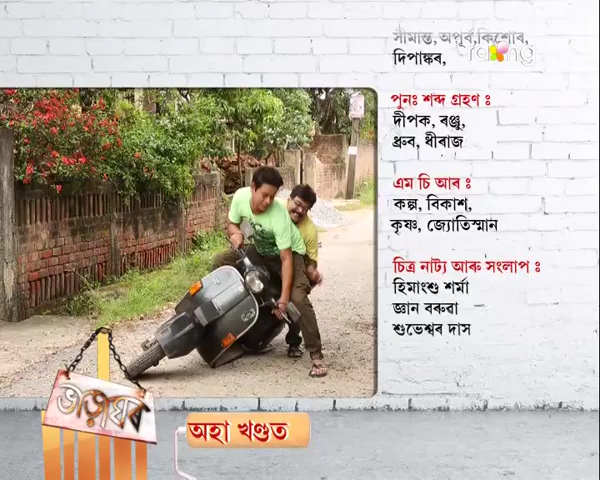 সীমান্ত,অপূৰ্ব,কিশোৰ,
দিপাঙ্কৰ,
পুনঃ শব্দ গ্ৰহণ ঃ
দীপক, ৰঞ্জু,
ধ্ৰুব, ধীৰাজ
এম চি আৰ ঃ
কল্প, বিকাশ,
কৃষ্ণ, জ্যোতিস্মান
চিত্ৰ নাট্য আৰু সংলাপ ঃ
হিমাংশু শৰ্মা
জ্ঞান বৰুৱা
শুভেশ্বৰ দাস
ভাড়াঘৰ
অহা খণ্ডত